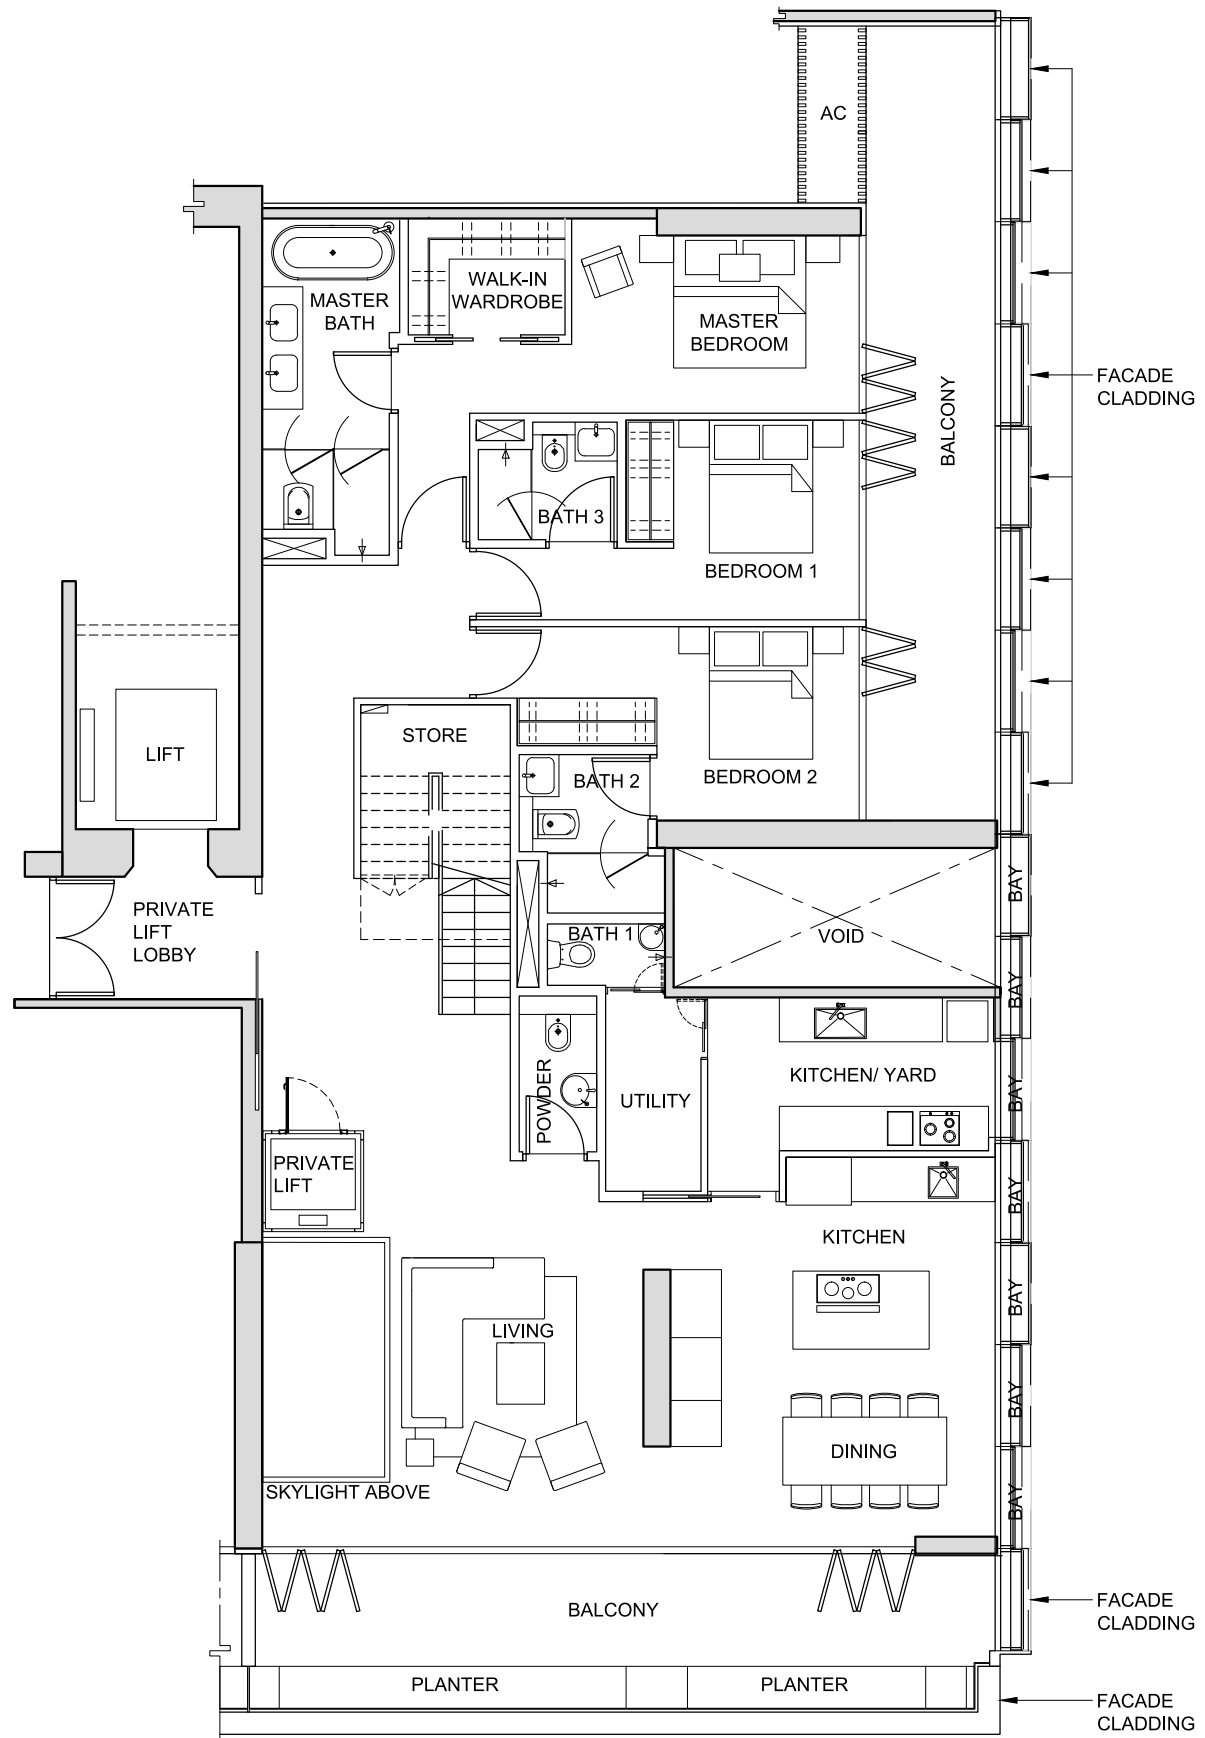 AC
FACADE
CLADDING
BALCONY
WALK-IN
WARDROBE
MASTER
BATH
MASTER
BEDROOM
BATH 3
BEDROOM 1
STORE
LIFT
BATH 2
BEDROOM 2
BAY
PRIVATE
LIFT
LOBBY
BATH 1
VOID
BAY
POWDER
UTILITY
KITCHEN/ YARD
BAY
PRIVATE
LIFT
BAY
KITCHEN
BAY
LIVING
BAY
DINING
BAY
SKYLIGHT ABOVE
BALCONY
FACADE
CLADDING
PLANTER
PLANTER
FACADE
CLADDING